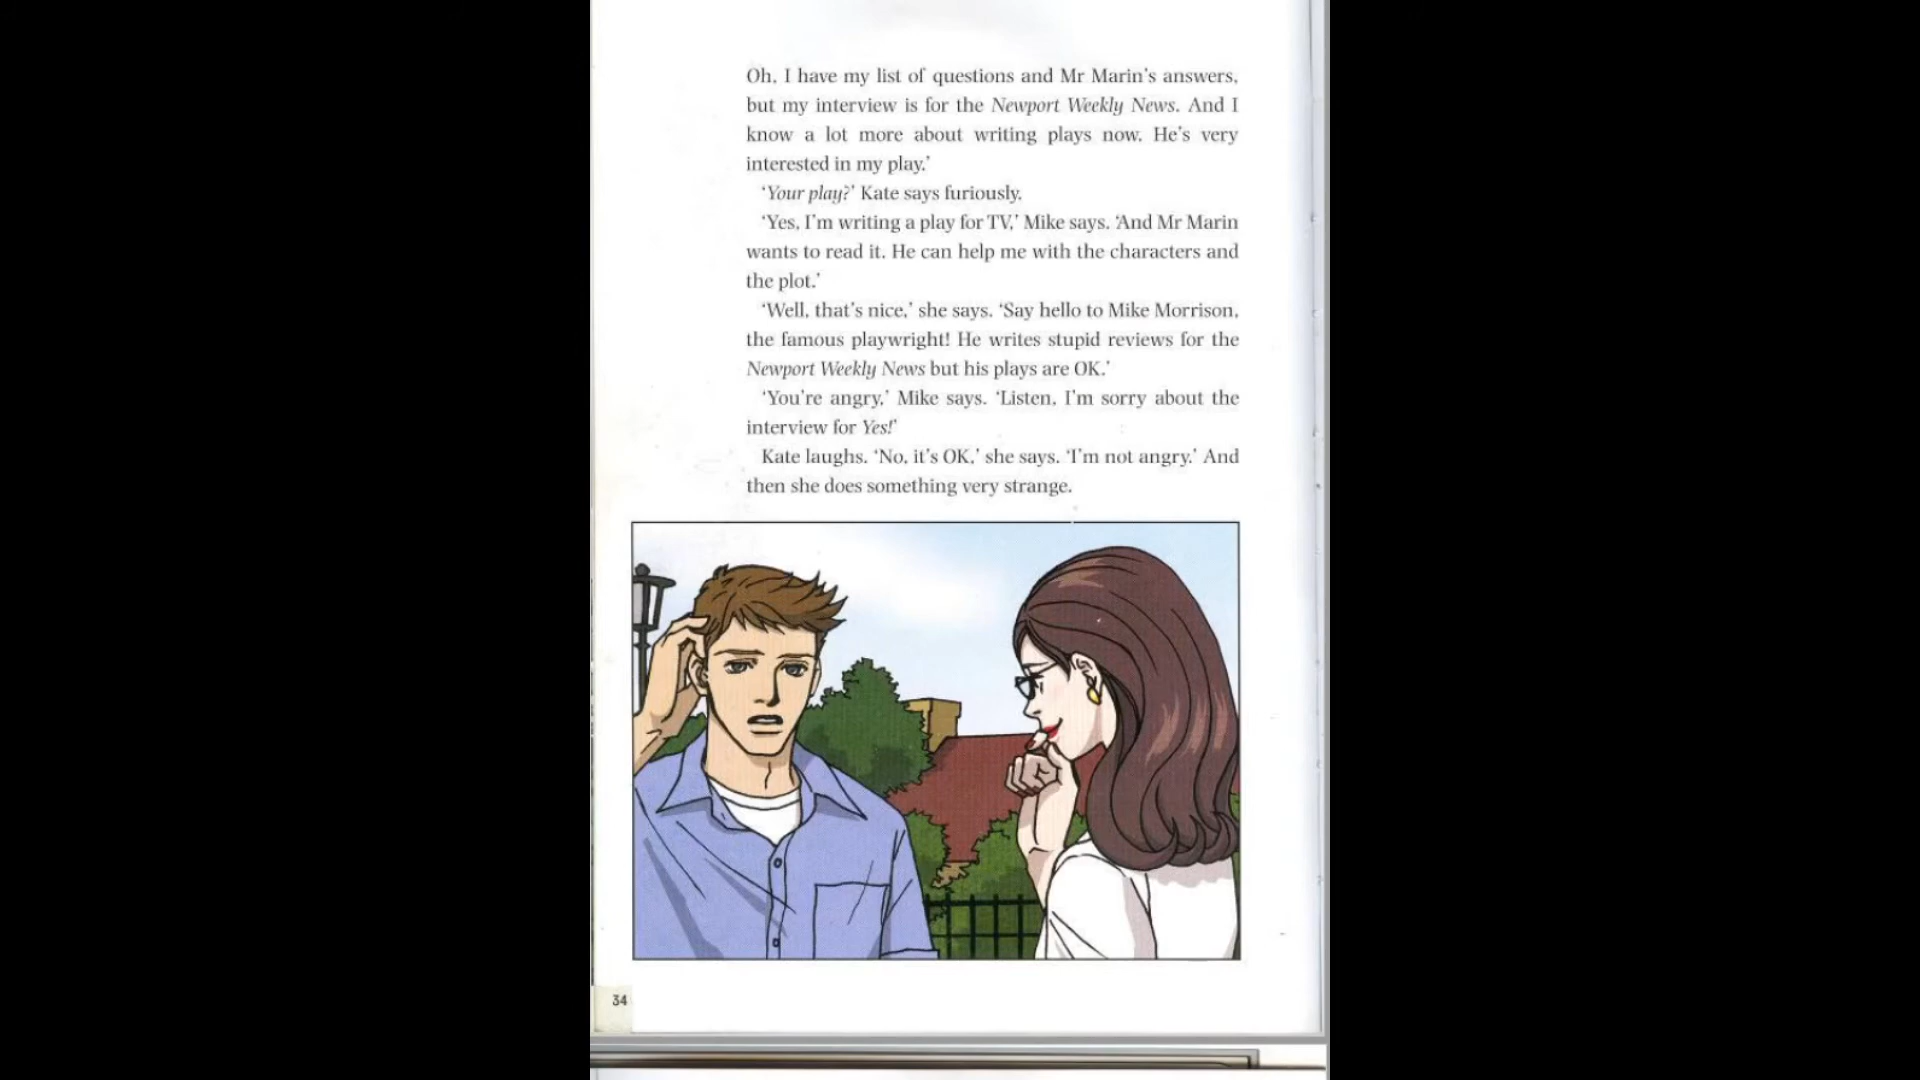 Oh, I have my list of questions and Mr Marin's answers,
but my interview is for the Newport Weekly News. And I
know a lot more about writing plays now. He's very
interested in my play.'
'Your play?' Kate says furiously.
'Yes, I'm writing a play for TV,' Mike says. 'And Mr Marin
wants to read it. He can help me with the characters and
the plot.'
'Well, that's nice,' she says. 'Say hello to Mike Morrison,
the famous playwright! He writes stupid reviews for the
Newport Weekly News but his plays are OK.'
'You're angry,' Mike says. 'Listen, I'm sorry about the
interview for Yes!'
Kate laughs. 'No, it's OK,' she says. 'I'm not angry.' And
then she does something very strange.
34